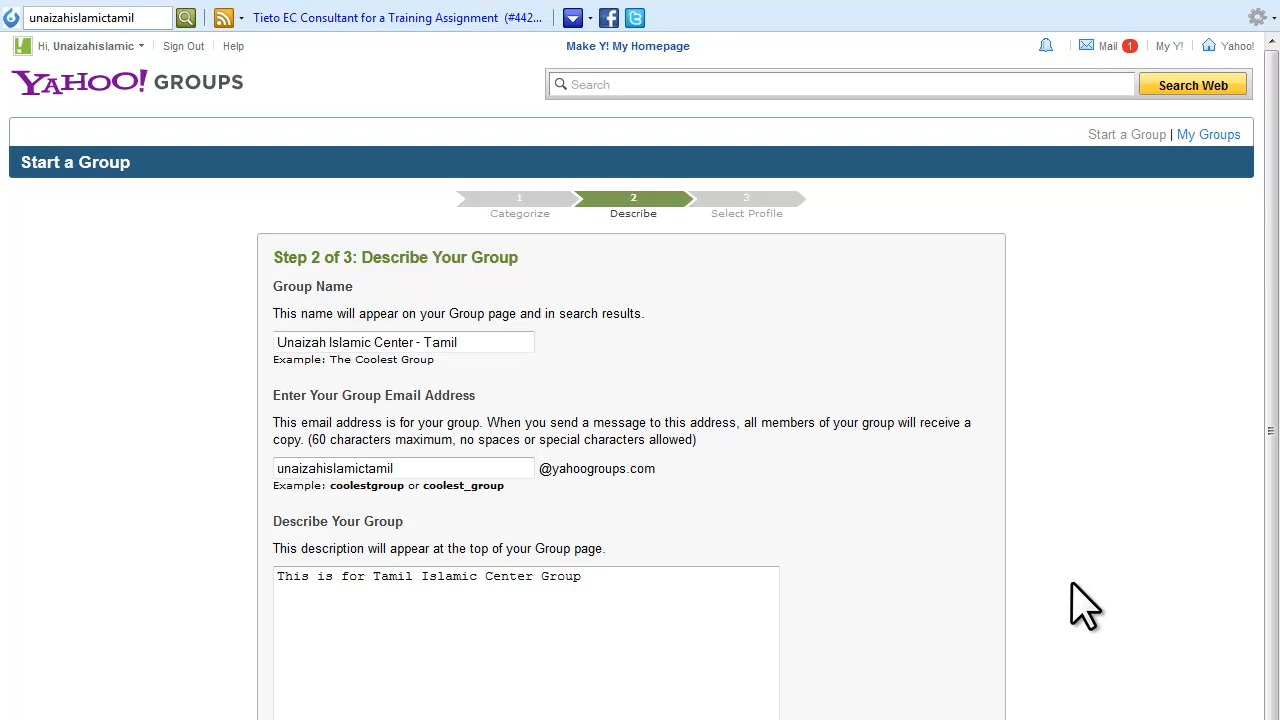 unaizahislamictamil
Tieto EC Consultant for a Training Assignment (#442...
Hi, Unaizahislamic Sign Out Help Make Y! My Homepage Mail 1 My Y! Yahoo!
YAHOO! GROUPS
Search Search Web
Start a Group | My Groups
Start a Group
1 2 3
Categorize Describe Select Profile
Step 2 of 3: Describe Your Group
Group Name
This name will appear on your Group page and in search results.
Unaizah Islamic Center - Tamil
Example: The Coolest Group
Enter Your Group Email Address
This email address is for your group. When you send a message to this address, all members of your group will receive a
copy. (60 characters maximum, no spaces or special characters allowed)
unaizahislamictamil @yahoogroups.com
Example: coolestgroup or coolest_group
Describe Your Group
This description will appear at the top of your Group page.
This is for Tamil Islamic Center Group